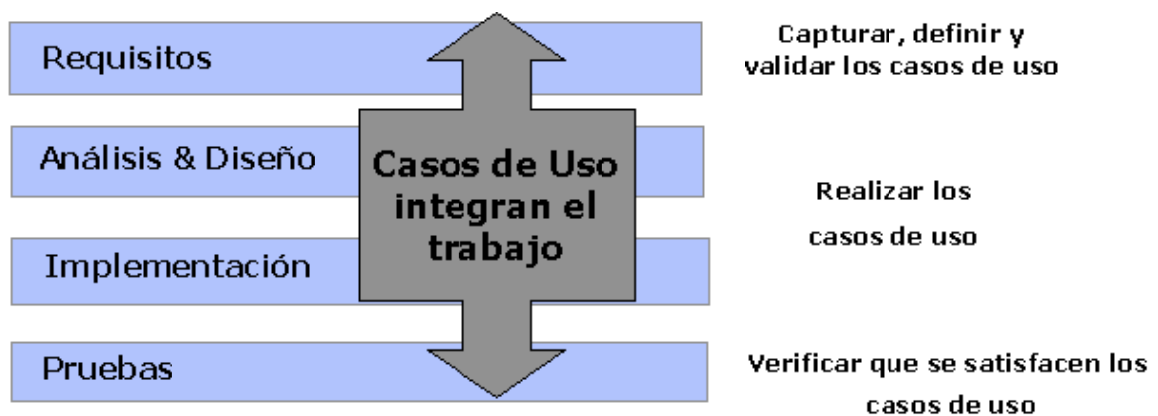 Requisitos
Capturar, definir y
validar los casos de uso
Análisis & Diseño
Casos de Uso
integran el
trabajo
Realizar los
casos de uso
Implementación
Pruebas
Verificar que se satisfacen los
casos de uso